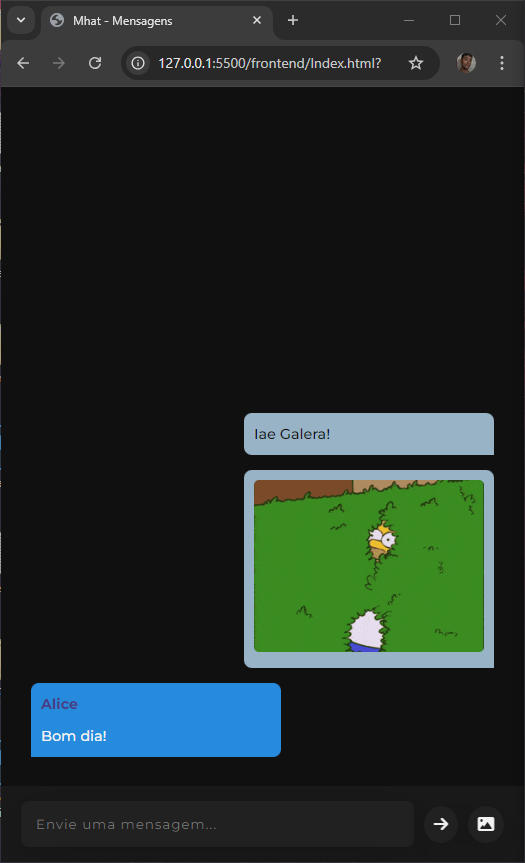 Mhat - Mensagens
127.0.0.1:5500/frontend/Index.html?
Iae Galera!
Alice
Bom dia!
Envie uma mensagem...